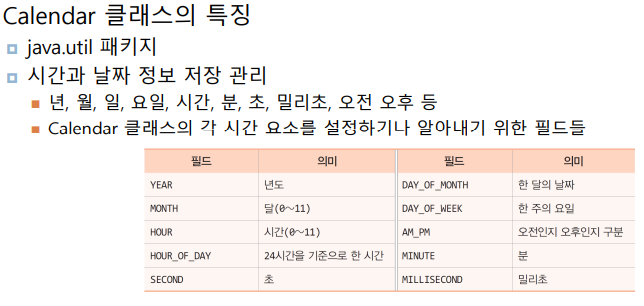 Calendar 클래스의 특징
java.util 패키지
시간과 날짜 정보 저장 관리
년, 월, 일, 요일, 시간, 분, 초, 밀리초, 오전 오후 등
Calendar 클래스의 각 시간 요소를 설정하기나 알아내기 위한 필드들
필드 의미 필드 의미
YEAR 년도 DAY_OF_MONTH 한 달의 날짜
MONTH 달(0~11) DAY_OF_WEEK 한 주의 요일
HOUR 시간(0~11) AM_PM 오전인지 오후인지 구분
HOUR_OF_DAY 24시간을 기준으로 한 시간 MINUTE 분
SECOND 초 MILLISECOND 밀리초